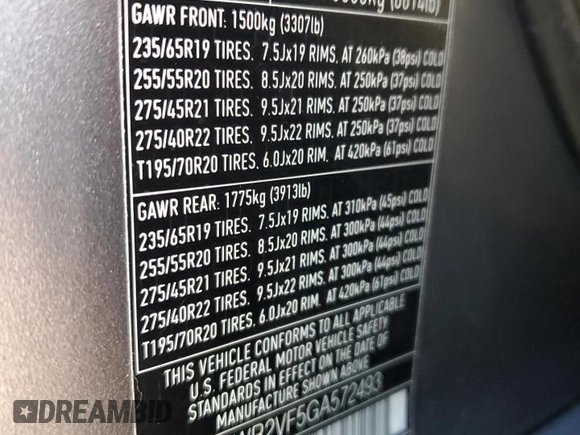 GAWR FRONT: 1500kg (3307lb)
235/65R19 TIRES. 7.5Jx19 RIMS, AT 260kPa (38psi) COLD
255/55R20 TIRES. 8.5Jx20 RIMS. AT 250kPa (37psi) COLD
275/45R21 TIRES. 9.5Jx21 RIMS, AT 250kPa (37psi) COLD
275/40R22 TIRES. 9.5Jx22 RIMS, AT 250kPa (37psi) COLD
T195/70R20 TIRES. 6.0Jx20 RIM. AT 420kPa (61psi) COLD
GAWR REAR: 1775kg (3913lb)
235/65R19 TIRES. 7.5Jx19 RIMS, AT 310kPa (45psi) COLD
255/55R20 TIRES. 8.5Jx20 RIMS. AT 300kPa (44psi) COLD
275/45R21 TIRES. 9.5Jx21 RIMS, AT 300kPa (44psi) COLD
275/40R22 TIRES. 9.5Jx22 RIMS, AT 300kPa (44psi) COLD
T195/70R20 TIRES, 6.0Jx20 RIM. AT 420kPa (61psi) COLD
THIS VEHICLE CONFORMS TO ALL APPLICABLE
U.S. FEDERAL MOTOR VEHICLE SAFETY
STANDARDS IN EFFECT ON THE DATE OF
MANUFACTURE SHOWN ABOVE.
WR2VF5GA572493
DREAMBID